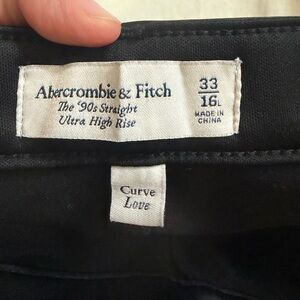 Abercrombie & Fitch
The '90s Straight
Ultra High Rise
33
16L
MADE IN
CHINA
Curve
Love